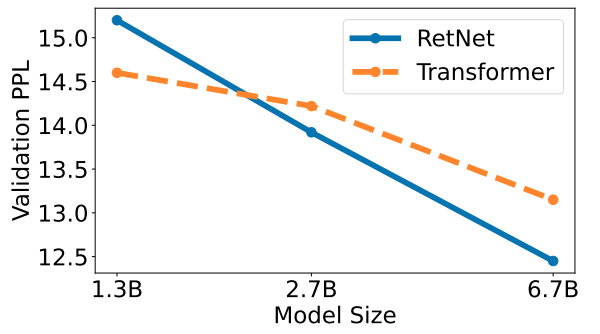 Validation PPL
15.0
14.5
14.0
13.5
13.0
12.5
RetNet
Transformer
1.3B
2.7B
6.7B
Model Size